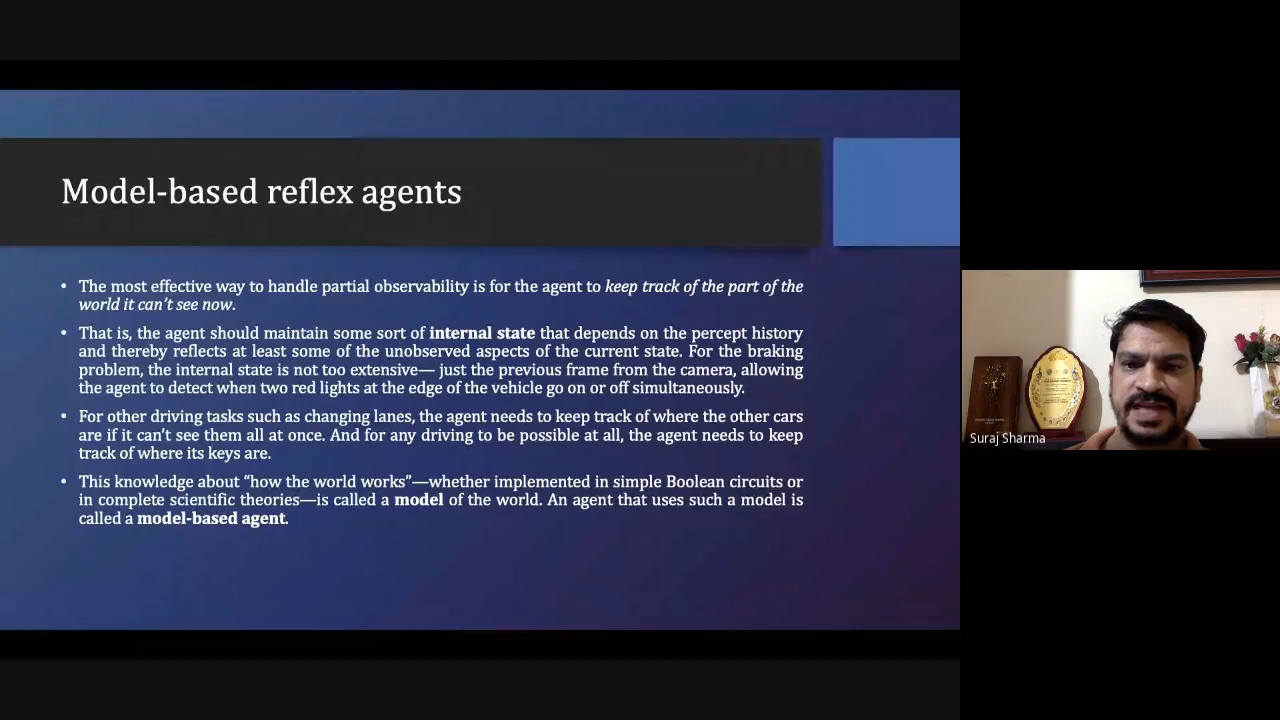 Model-based reflex agents
• The most effective way to handle partial observability is for the agent to keep track of the part of the
world it can't see now.
• That is, the agent should maintain some sort of internal state that depends on the percept history
and thereby reflects at least some of the unobserved aspects of the current state. For the braking
problem, the internal state is not too extensive— just the previous frame from the camera, allowing
the agent to detect when two red lights at the edge of the vehicle go on or off simultaneously.
• For other driving tasks such as changing lanes, the agent needs to keep track of where the other cars
are if it can't see them all at once. And for any driving to be possible at all, the agent needs to keep
track of where its keys are.
• This knowledge about “how the world works”—whether implemented in simple Boolean circuits or
in complete scientific theories—is called a model of the world. An agent that uses such a model is
called a model-based agent.
Suraj Sharma